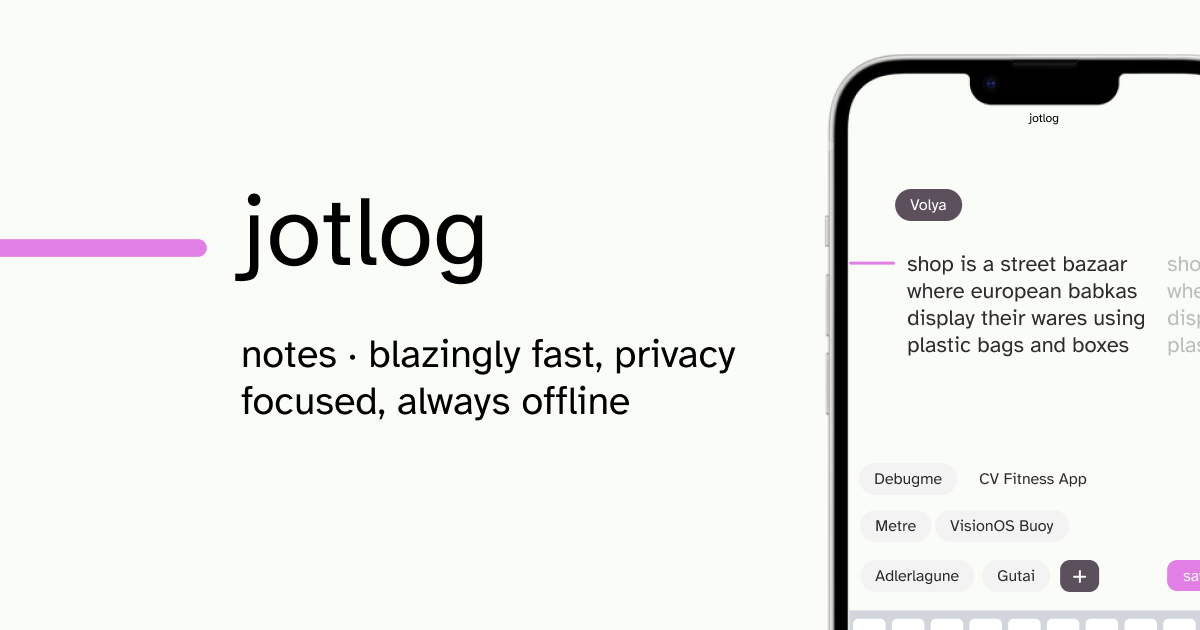 jotlog
notes · blazingly fast, privacy
focused, always offline
jotlog
Volya
shop is a street bazaar
where european babkas
display their wares using
plastic bags and boxes
sho
whe
disp
plas
Debugme
CV Fitness App
Metre
VisionOS Buoy
Adlerlagune
Gutai
+